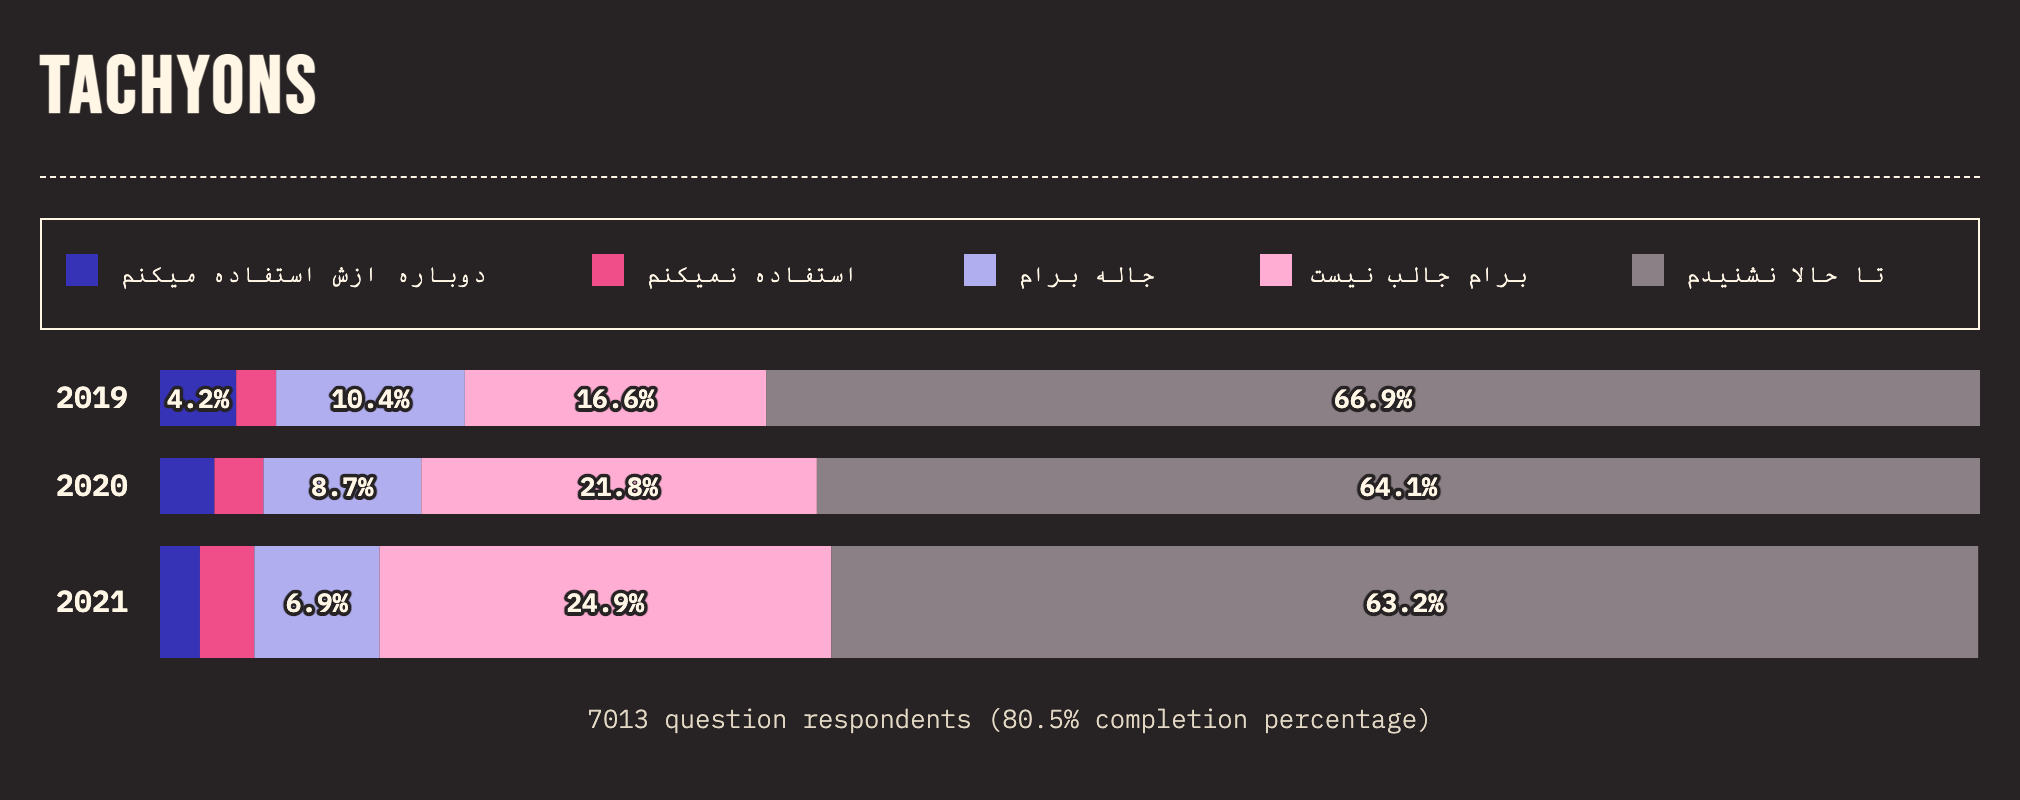 TACHYONS
دوباره ازش استفاده میکنم استفاده نمیکنم جالبه برام برام جالب نیست تا حالا نشنیدم
2019 4.2% 10.4% 16.6% 66.9%
2020 8.7% 21.8% 64.1%
2021 6.9% 24.9% 63.2%
7013 question respondents (80.5% completion percentage)